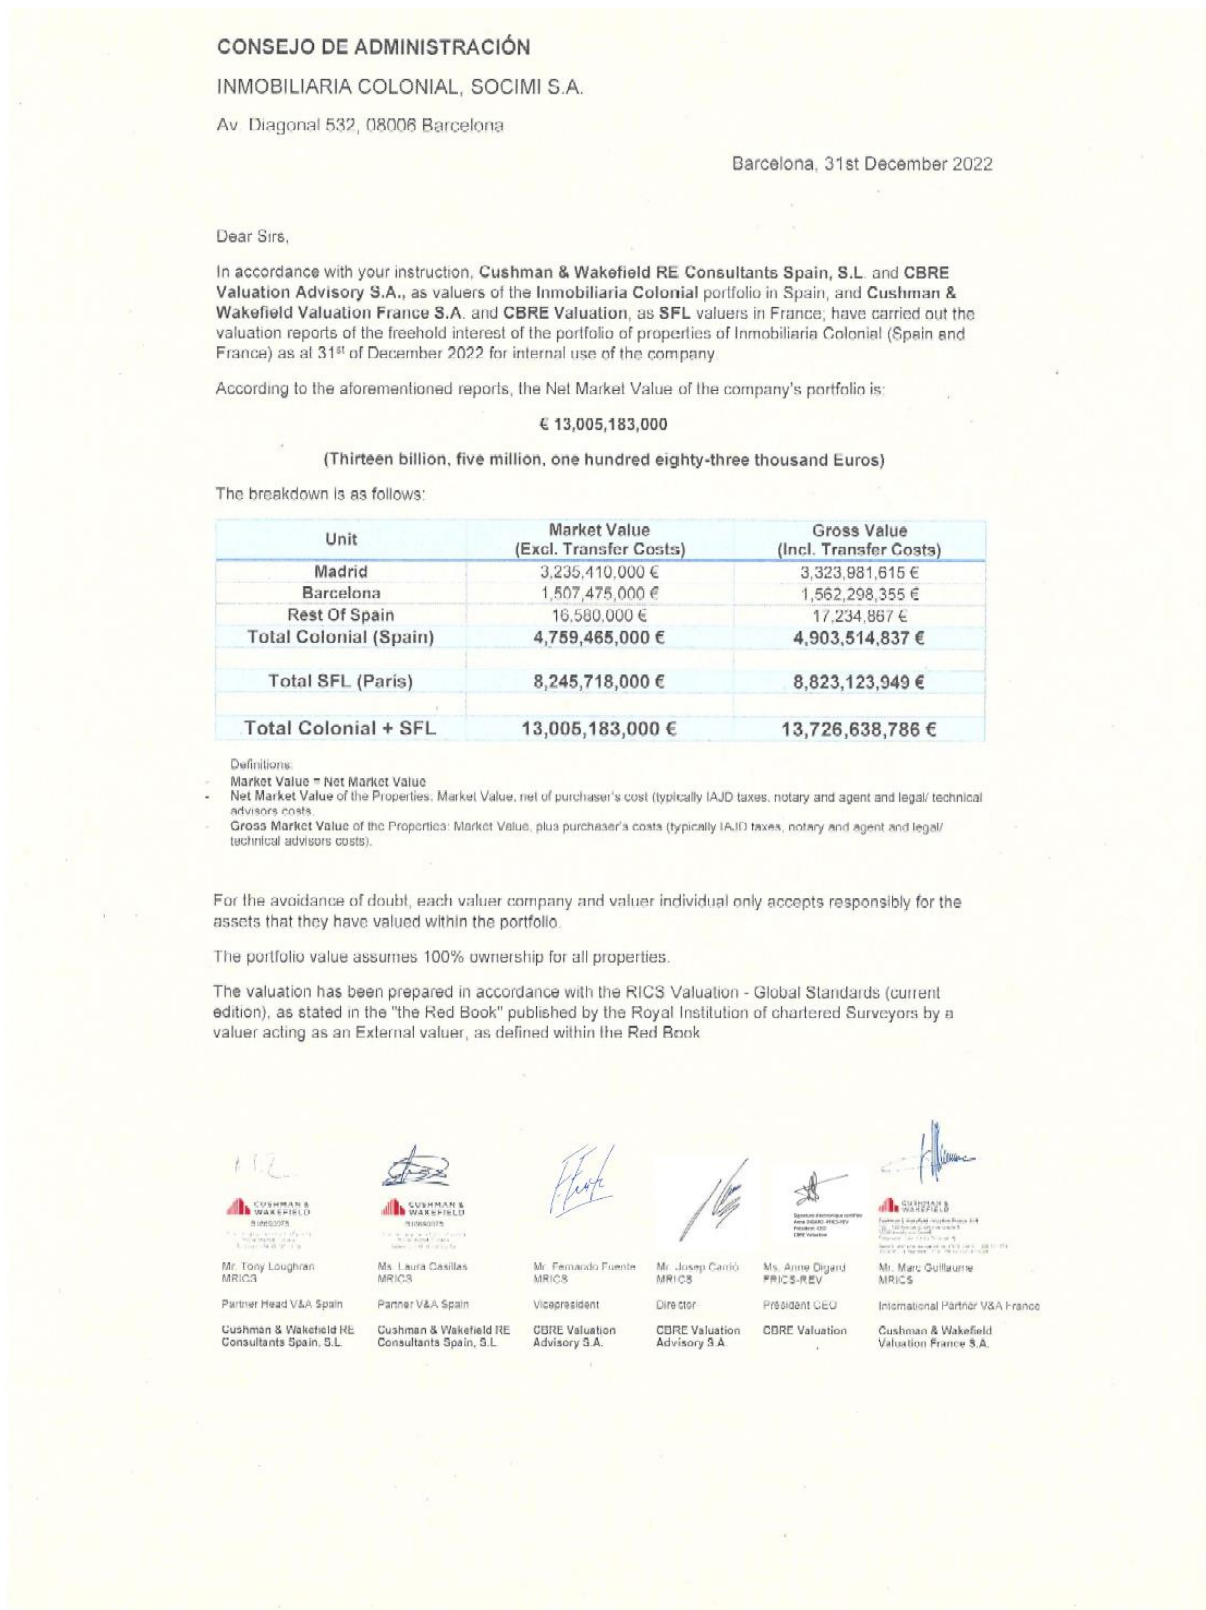 CONSEJO DE ADMINISTRACIÓN
INMOBILIARIA COLONIAL, SOCIMI S.A.
Av. Diagonal 532, 08006 Barcelona
Barcelona, 31st December 2022
Dear Sirs,
In accordance with your instruction, Cushman & Wakefield RE Consultants Spain, S.L. and CBRE
Valuation Advisory S.A., as valuers of the Inmobiliaria Colonial portfolio in Spain, and Cushman &
Wakefield Valuation France S.A. and CBRE Valuation, as SFL valuers in France; have carried out the
valuation reports of the freehold interest of the portfolio of properties of Inmobiliaria Colonial (Spain and
France) as at 31st of December 2022 for internal use of the company.
According to the aforementioned reports, the Net Market Value of the company's portfolio is:
€ 13,005,183,000
(Thirteen billion, five million, one hundred eighty-three thousand Euros)
The breakdown is as follows:
Unit Market Value (Excl. Transfer Costs) Gross Value (Incl. Transfer Costs)
Madrid 3,235,410,000 € 3,323,981,615 €
Barcelona 1,507,475,000 € 1,562,298,355 €
Rest Of Spain 16,580,000 € 17,234,867 €
Total Colonial (Spain) 4,759,465,000 € 4,903,514,837 €
Total SFL (Paris) 8,245,718,000 € 8,823,123,949 €
Total Colonial + SFL 13,005,183,000 € 13,726,638,786 €
Definitions:
- Market Value = Net Market Value
- Net Market Value of the Properties: Market Value, net of purchaser's cost (typically IAJD taxes, notary and agent and legal/ technical
advisors costs.
- Gross Market Value of the Properties: Market Value, plus purchaser's costs (typically IAJD taxes, notary and agent and legal/
technical advisors costs).
For the avoidance of doubt, each valuer company and valuer individual only accepts responsibly for the
assets that they have valued within the portfolio.
The portfolio value assumes 100% ownership for all properties.
The valuation has been prepared in accordance with the RICS Valuation - Global Standards (current
edition), as stated in the "the Red Book" published by the Royal Institution of chartered Surveyors by a
valuer acting as an External valuer, as defined within the Red Book
CUSHMAN & WAKEFIELD
CUSHMAN & WAKEFIELD
Signature électronique certifiée
Anne DIGARD -FRICS-REV
Président -CEO
CBRE Valuation
CUSHMAN & WAKEFIELD
Mr. Tony Loughran Ms. Laura Casillas Mr. Fernando Fuente Mr. Josep Carrió Ms. Anne Digard Mr. Marc Guillaume
MRICS MRICS MRICS MRICS FRICS-REV MRICS
Partner Head V&A Spain Partner V&A Spain Vicepresident Director Président CEO International Partner V&A France
Cushman & Wakefield RE Cushman & Wakefield RE CBRE Valuation CBRE Valuation CBRE Valuation Cushman & Wakefield
Consultants Spain, S.L. Consultants Spain, S.L. Advisory S.A. Advisory S.A. Valuation France S.A.